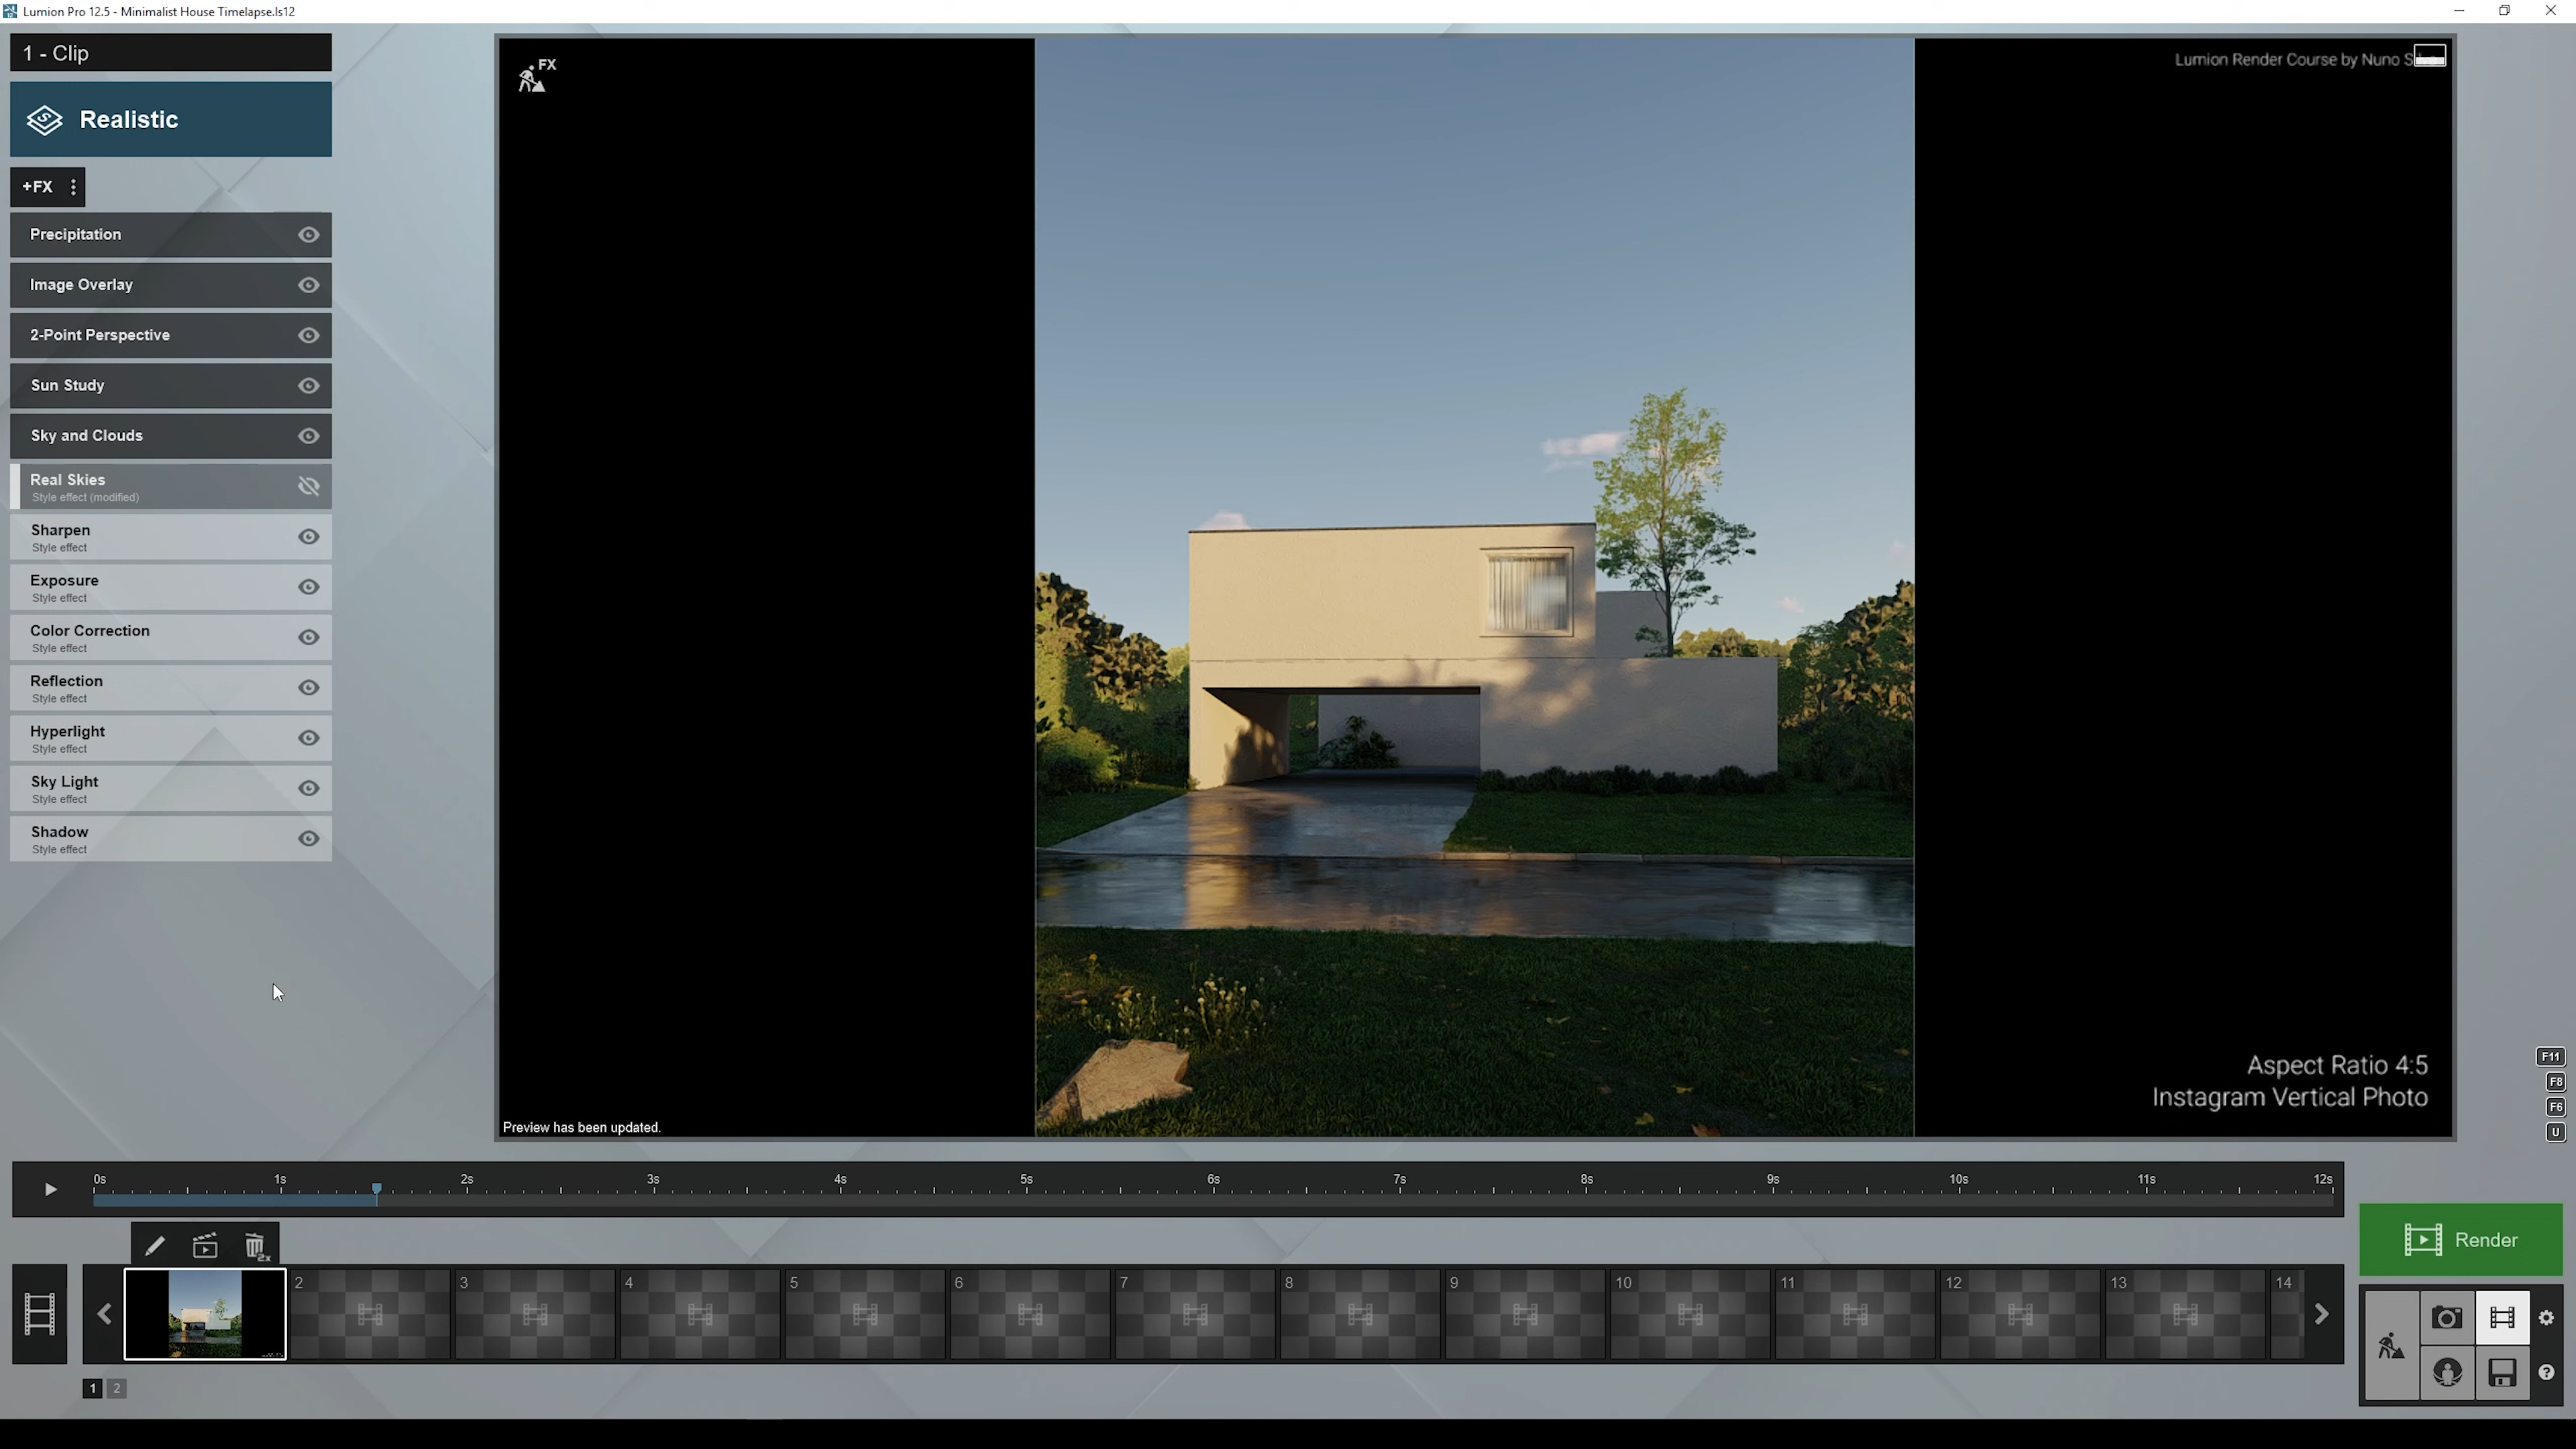 Lumion Pro 12.5 - Minimalist House Timelapse.ls12
1 - Clip
Realistic
+FX
Precipitation
Image Overlay
2-Point Perspective
Sun Study
Sky and Clouds
Real Skies
Style effect (modified)
Sharpen
Style effect
Exposure
Style effect
Color Correction
Style effect
Reflection
Style effect
Hyperlight
Style effect
Sky Light
Style effect
Shadow
Style effect
FX
Lumion Render Course by Nuno
Aspect Ratio 4:5
Instagram Vertical Photo
Preview has been updated.
F11
F8
F6
U
0s 1s 2s 3s 4s 5s 6s 7s 8s 9s 10s 11s 12s
2x
Render
2 3 4 5 6 7 8 9 10 11 12 13 14
1 2
?